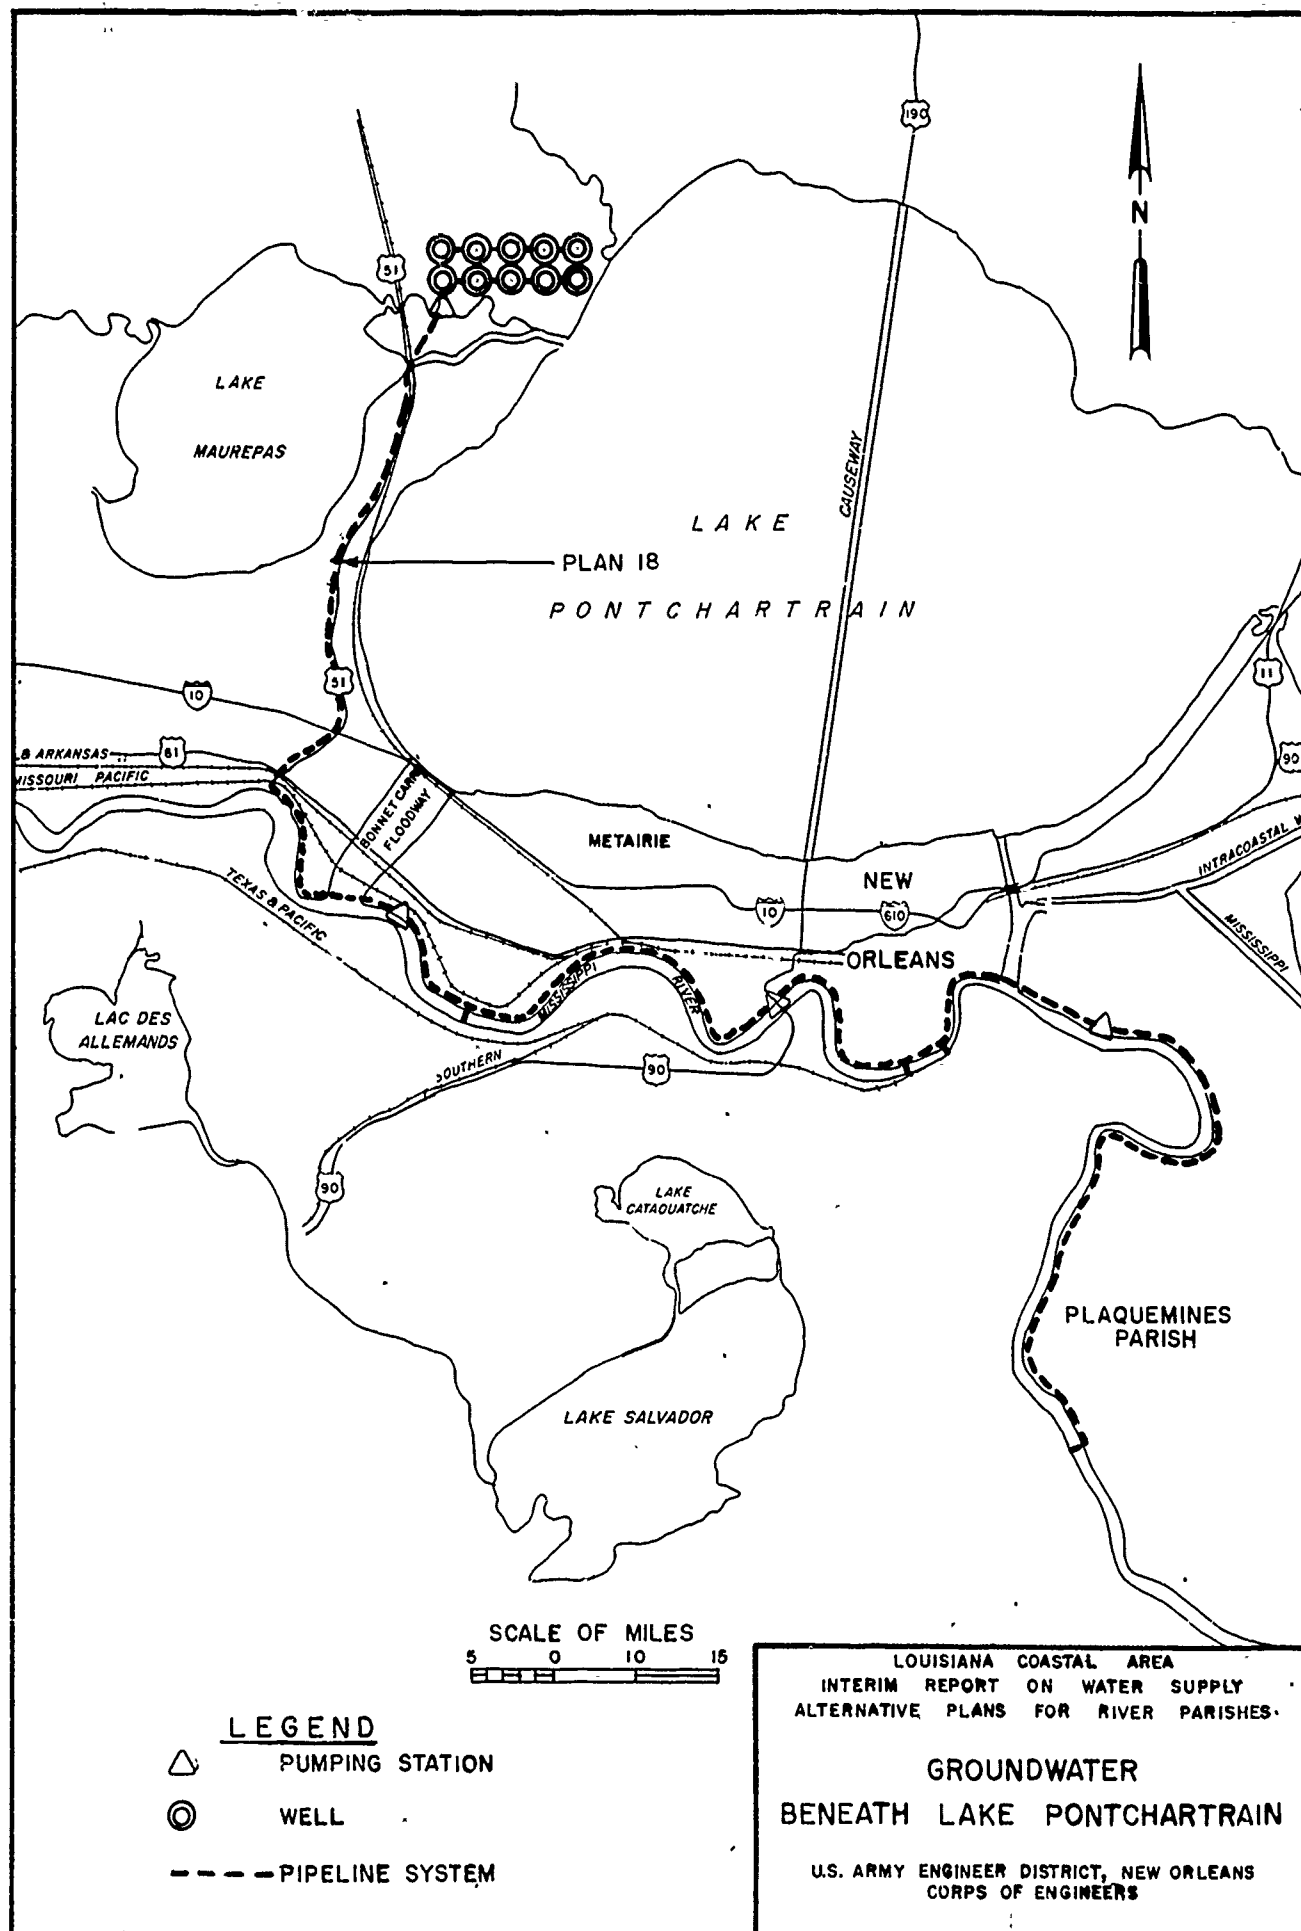 190
N
51
LAKE
MAUREPAS
CAUSEWAY
LAKE
PLAN 18
PONTCHARTRAIN
11
51
10
90
& ARKANSAS
61
MISSOURI PACIFIC
BONNET CARRE
FLOODWAY
METAIRIE
INTRACOASTAL W
NEW
10
610
TEXAS & PACIFIC
MISSISSIPPI
ORLEANS
MISSISSIPPI
RIVER
LAC DES
ALLEMANDS
SOUTHERN
90
90
LAKE
CATAOUATCHE
PLAQUEMINES
PARISH
LAKE SALVADOR
SCALE OF MILES
5 0 10 15
LEGEND
PUMPING STATION
WELL
PIPELINE SYSTEM
LOUISIANA COASTAL AREA
INTERIM REPORT ON WATER SUPPLY
ALTERNATIVE PLANS FOR RIVER PARISHES
GROUNDWATER
BENEATH LAKE PONTCHARTRAIN
U.S. ARMY ENGINEER DISTRICT, NEW ORLEANS
CORPS OF ENGINEERS